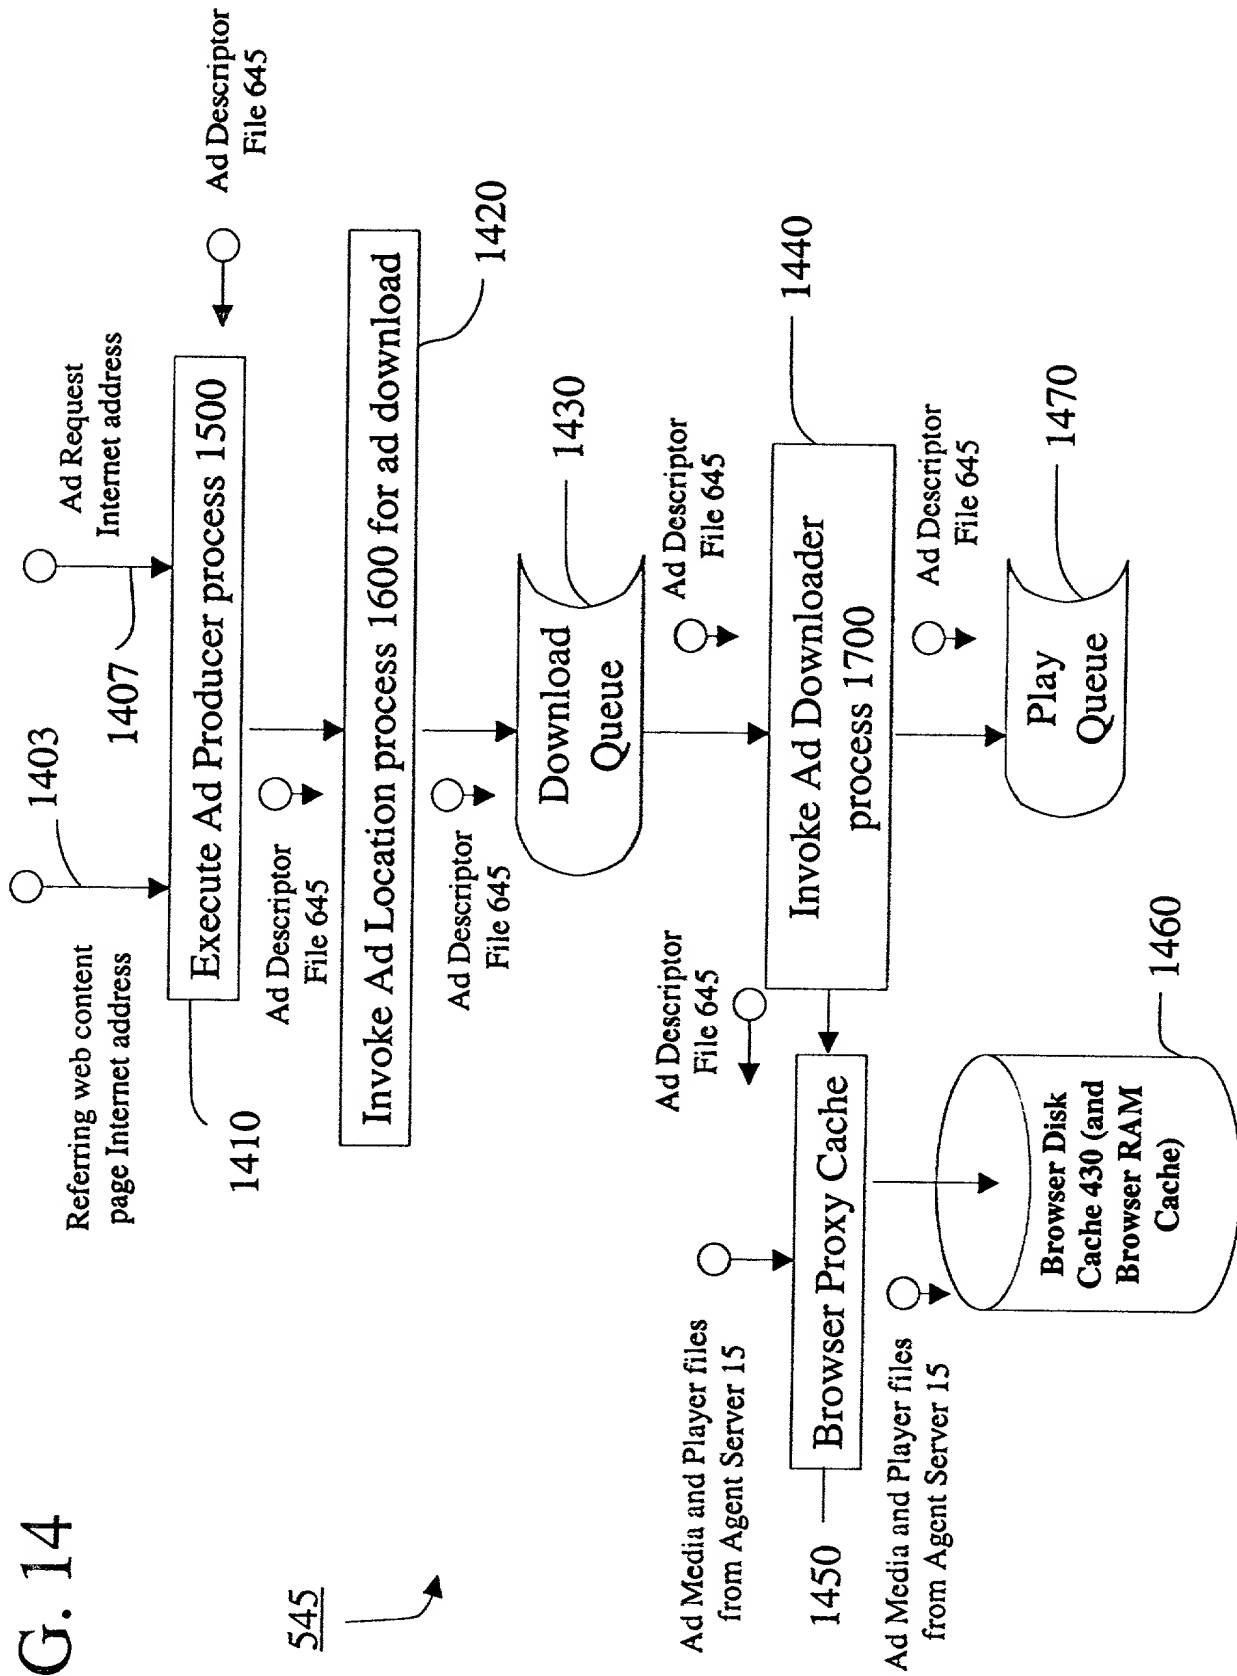 G. 14
545
Referring web content
page Internet address
1403
1407
Ad Request
Internet address
Ad Descriptor
File 645
Execute Ad Producer process 1500
1410
Ad Descriptor
File 645
Invoke Ad Location process 1600 for ad download
1420
Ad Descriptor
File 645
Download
Queue
1430
Ad Descriptor
File 645
Invoke Ad Downloader
process 1700
1440
Ad Descriptor
File 645
Ad Descriptor
File 645
Play
Queue
1470
Ad Media and Player files
from Agent Server 15
Browser Proxy Cache
1450
Ad Media and Player files
from Agent Server 15
Browser Disk
Cache 430 (and
Browser RAM
Cache)
1460